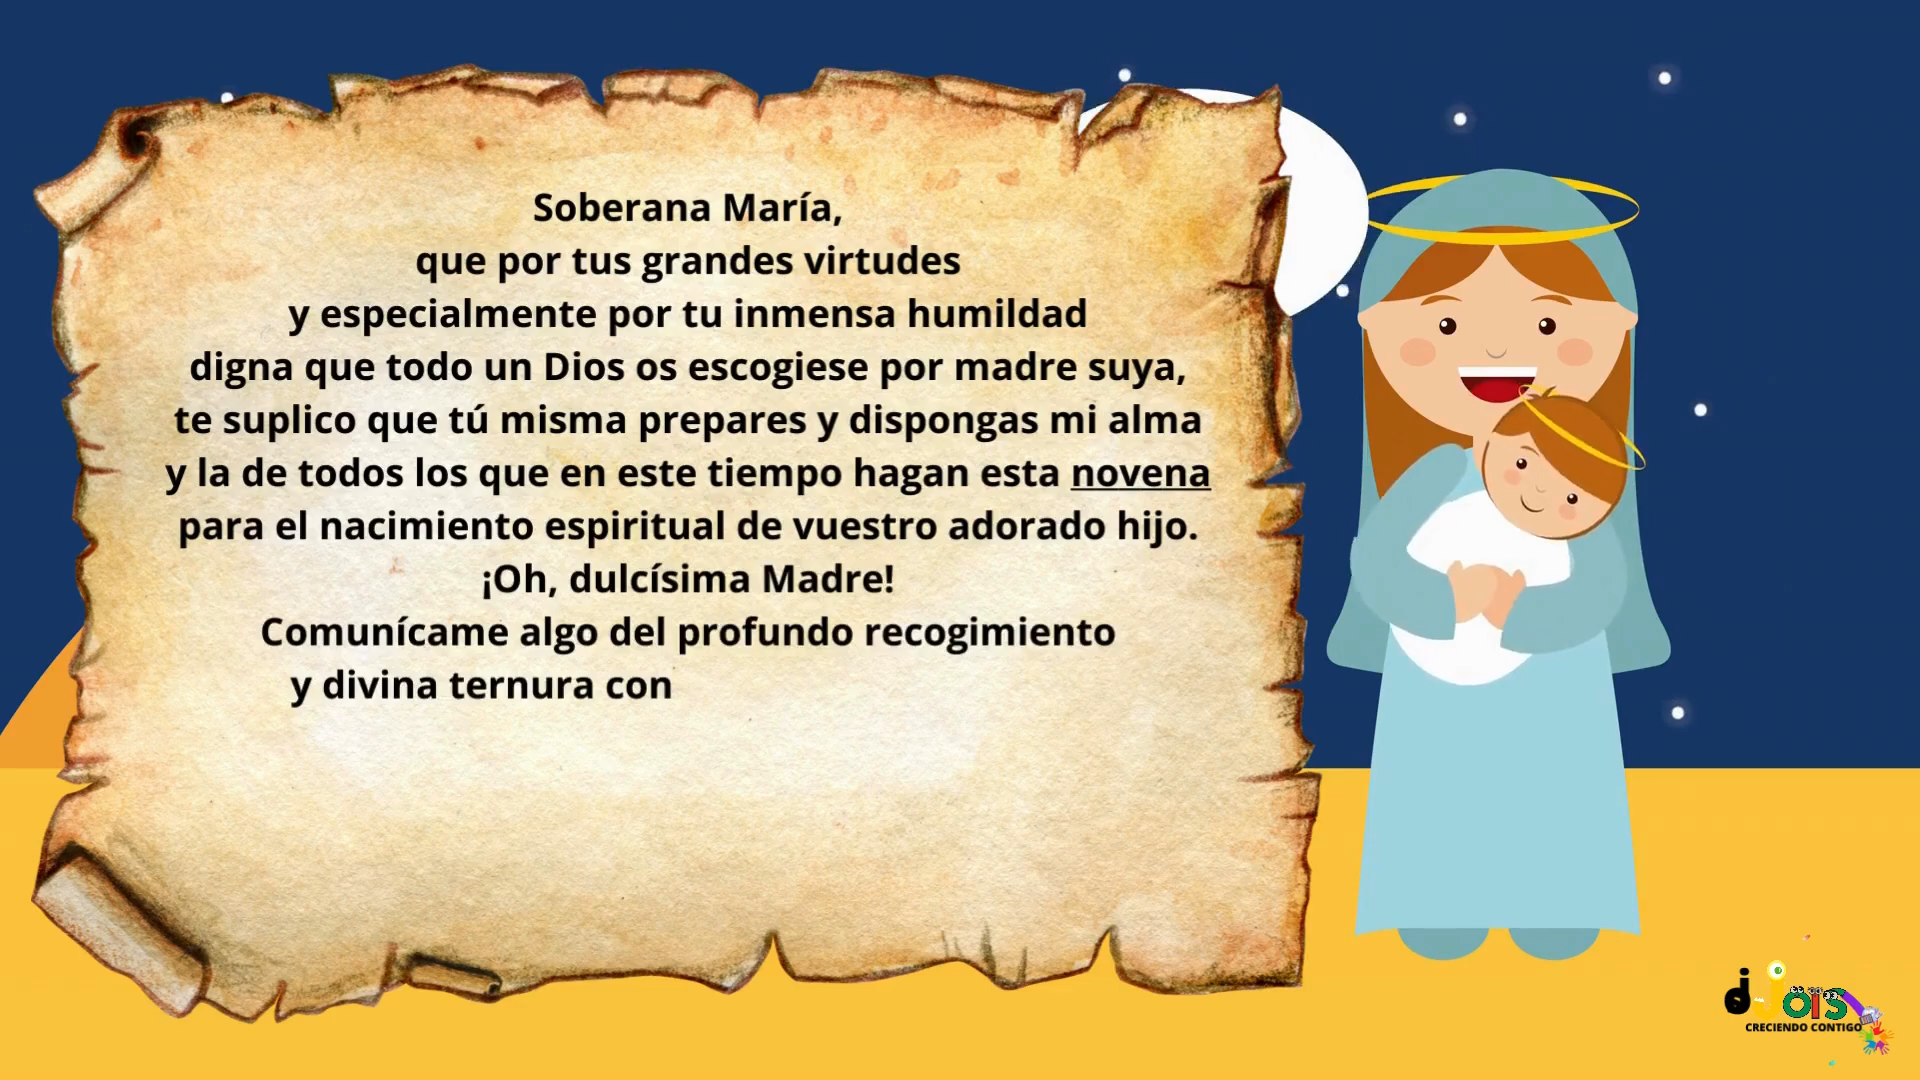 Soberana María,
que por tus grandes virtudes
y especialmente por tu inmensa humildad
digna que todo un Dios os escogiese por madre suya,
te suplico que tú misma prepares y dispongas mi alma
y la de todos los que en este tiempo hagan esta novena
para el nacimiento espiritual de vuestro adorado hijo.
¡Oh, dulcísima Madre!
Comunícame algo del profundo recogimiento
y divina ternura con
CRECIENDO CONTIGO